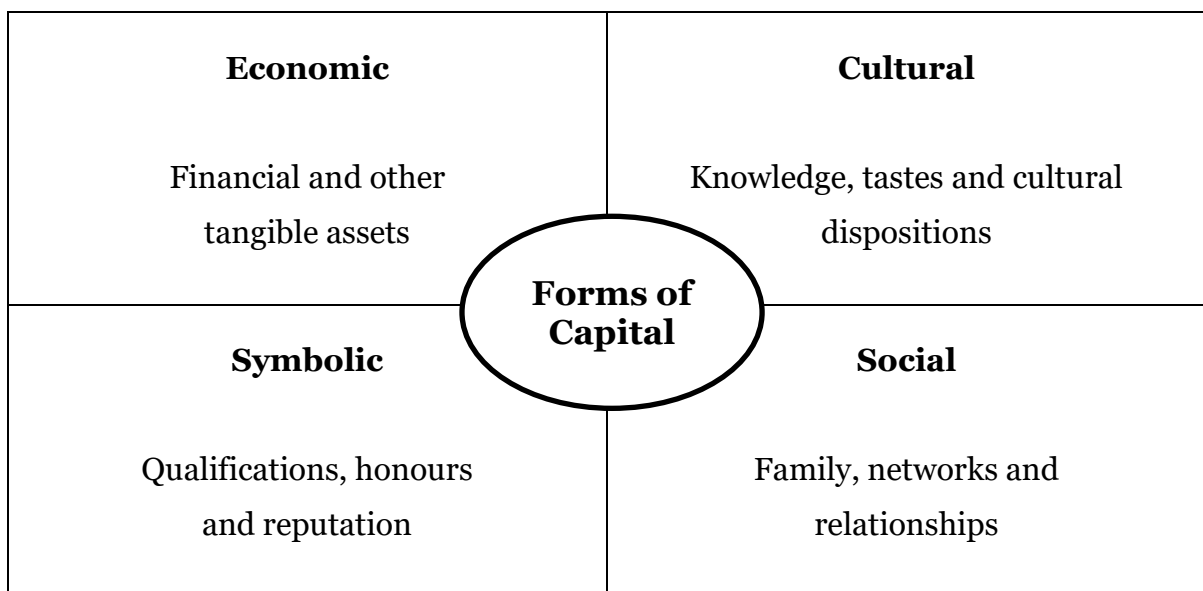 Economic
Financial and other
tangible assets
Cultural
Knowledge, tastes and cultural
dispositions
Forms of
Capital
Symbolic
Qualifications, honours
and reputation
Social
Family, networks and
relationships